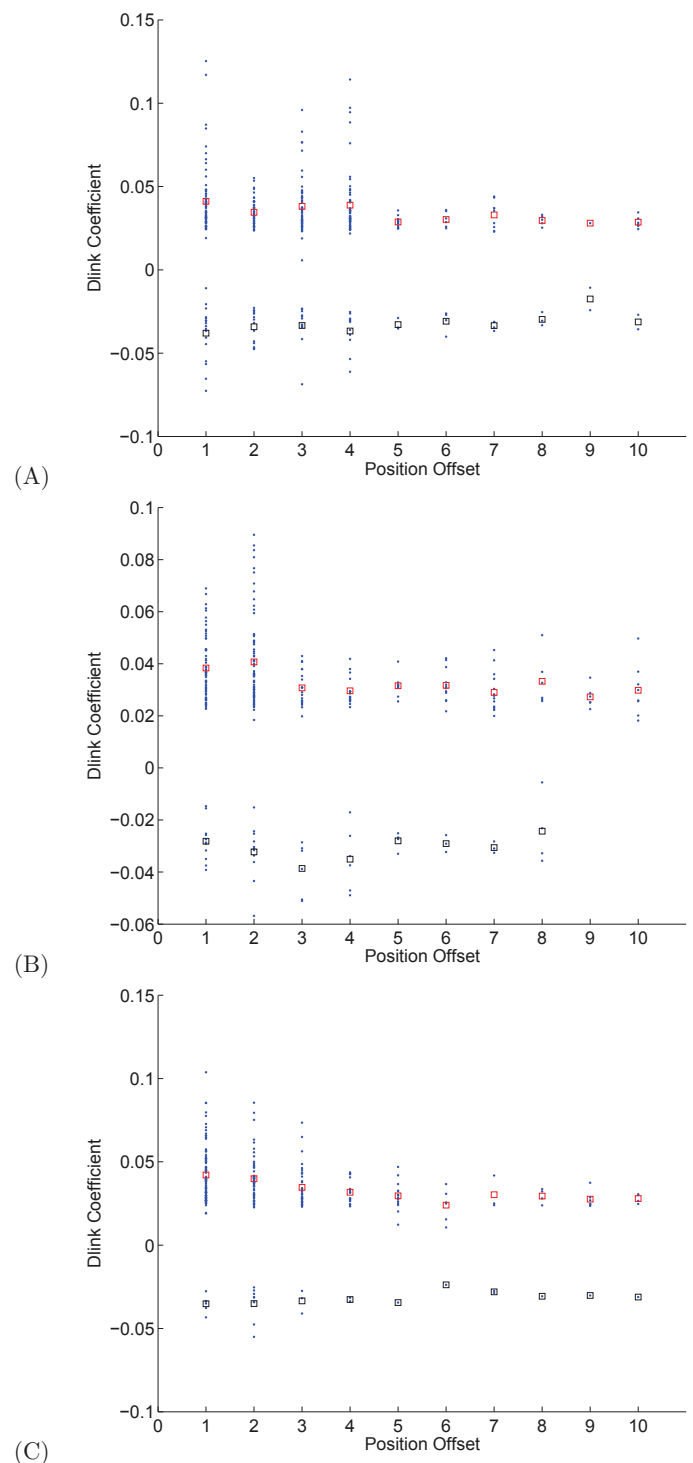 0.15
0.1
0.05
0
−0.05
−0.1
Dlink Coefficient
0 1 2 3 4 5 6 7 8 9 10
Position Offset
(A)
0.1
0.08
0.06
0.04
0.02
0
−0.02
−0.04
−0.06
Dlink Coefficient
0 1 2 3 4 5 6 7 8 9 10
Position Offset
(B)
0.15
0.1
0.05
0
−0.05
−0.1
Dlink Coefficient
0 1 2 3 4 5 6 7 8 9 10
Position Offset
(C)